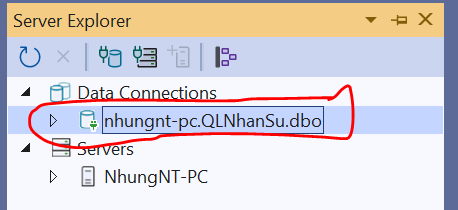 Server Explorer
Data Connections
nhungnt-pc.QLNhanSu.dbo
Servers
NhungNT-PC